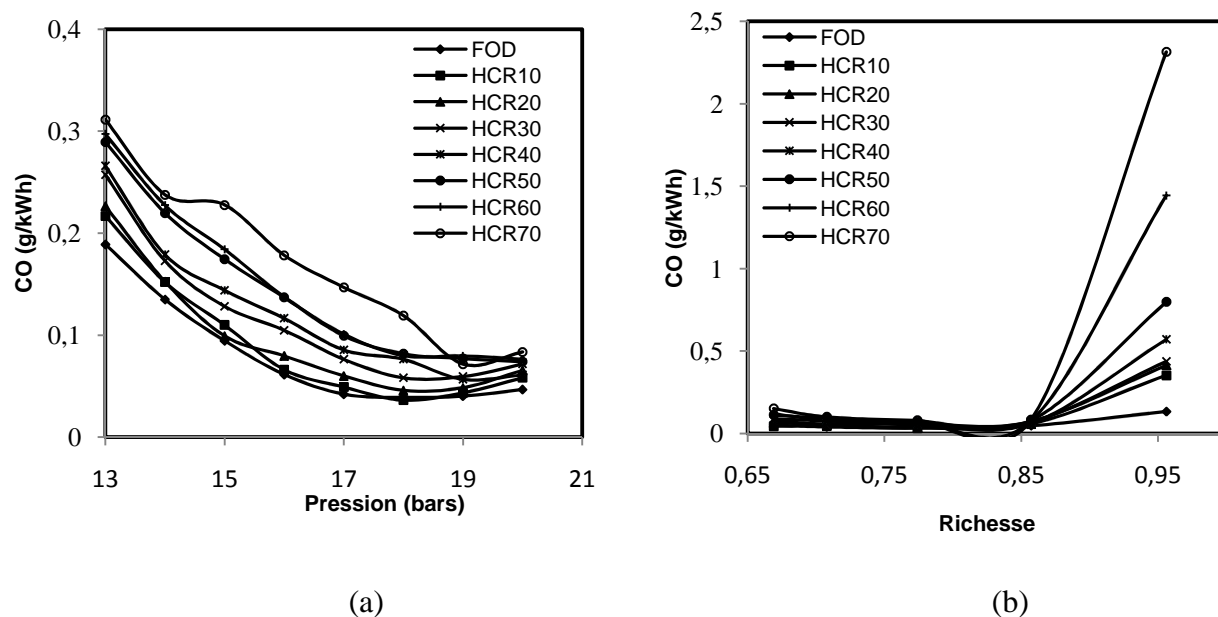 0,4
0,3
0,2
0,1
0
CO (g/kWh)
FOD
HCR10
HCR20
HCR30
HCR40
HCR50
HCR60
HCR70
13
15
17
19
21
Pression (bars)
(a)
2,5
2
1,5
1
0,5
0
CO (g/kWh)
FOD
HCR10
HCR20
HCR30
HCR40
HCR50
HCR60
HCR70
0,65
0,75
0,85
0,95
Richesse
(b)